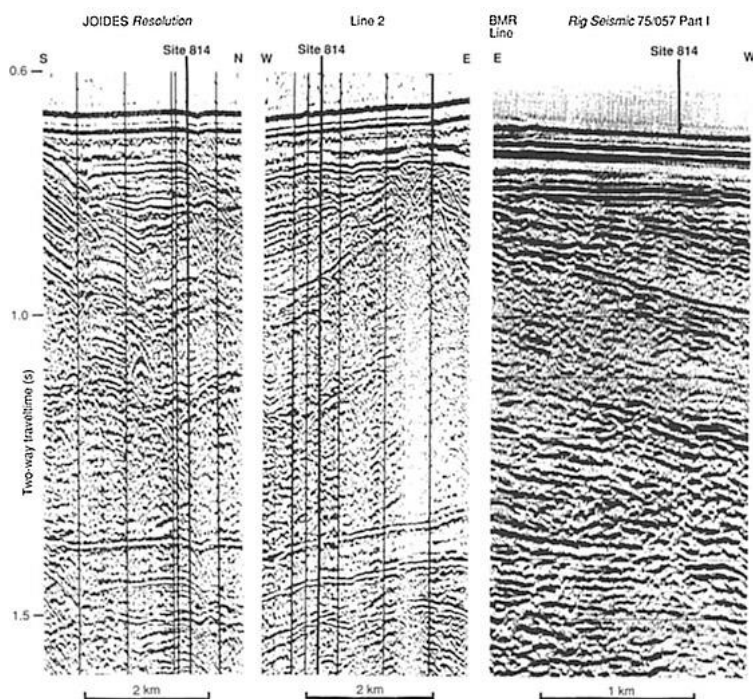 JOIDES Resolution
Line 2
BMR
Line
Rig Seismic 75/057 Part I
Site 814
Site 814
Site 814
S
N
W
E
E
W
0.6
1.0
1.5
Two-way traveltime (s)
2 km
2 km
1 km